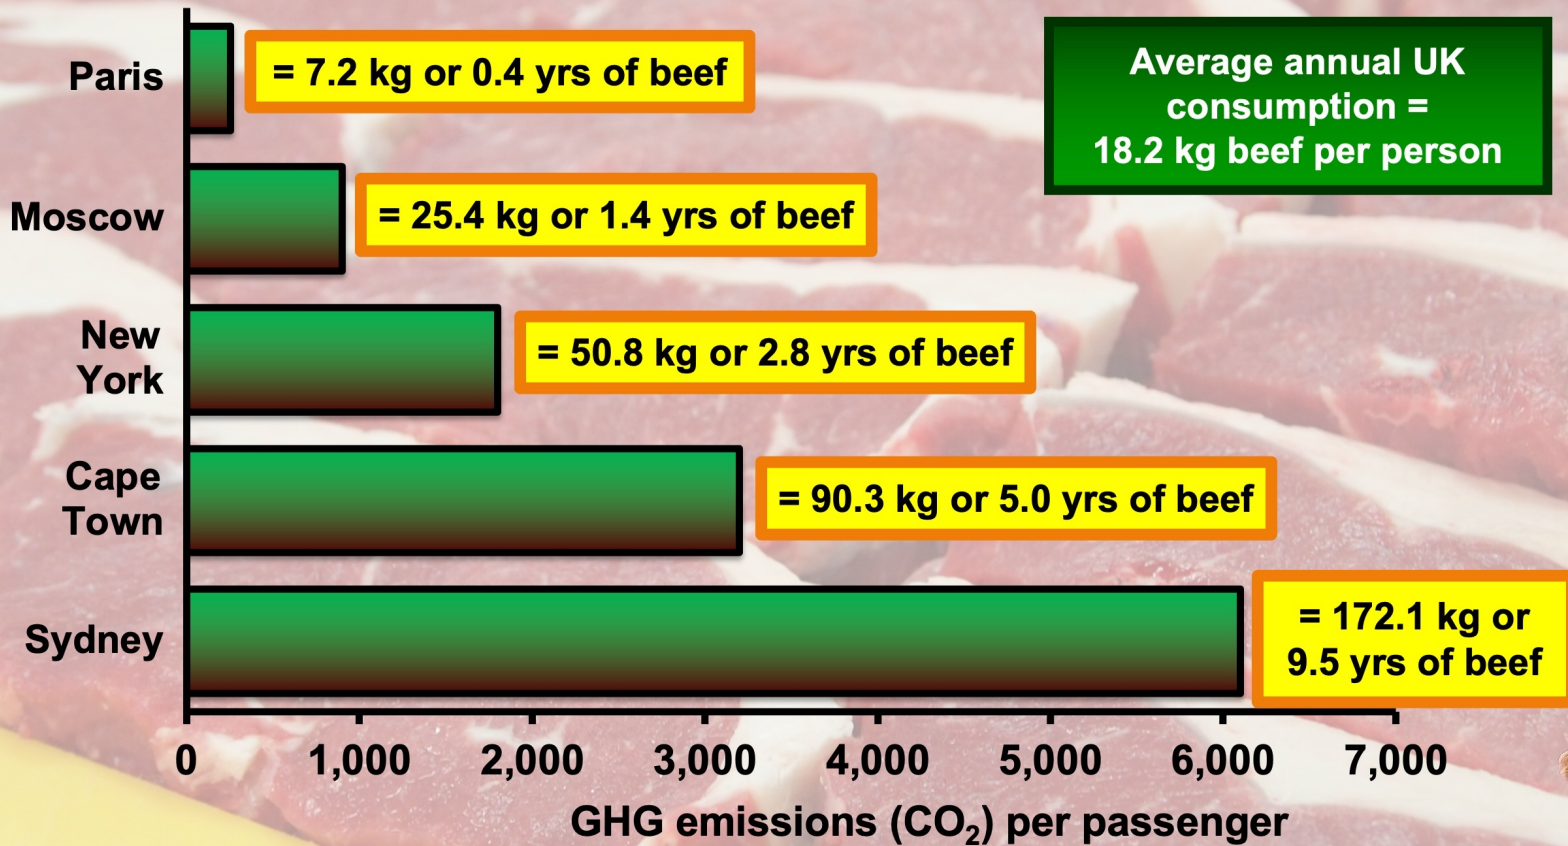 Paris
= 7.2 kg or 0.4 yrs of beef
Average annual UK
consumption =
18.2 kg beef per person
Moscow
= 25.4 kg or 1.4 yrs of beef
New
York
= 50.8 kg or 2.8 yrs of beef
Cape
Town
= 90.3 kg or 5.0 yrs of beef
Sydney
= 172.1 kg or
9.5 yrs of beef
0 1,000 2,000 3,000 4,000 5,000 6,000 7,000
GHG emissions (CO₂) per passenger